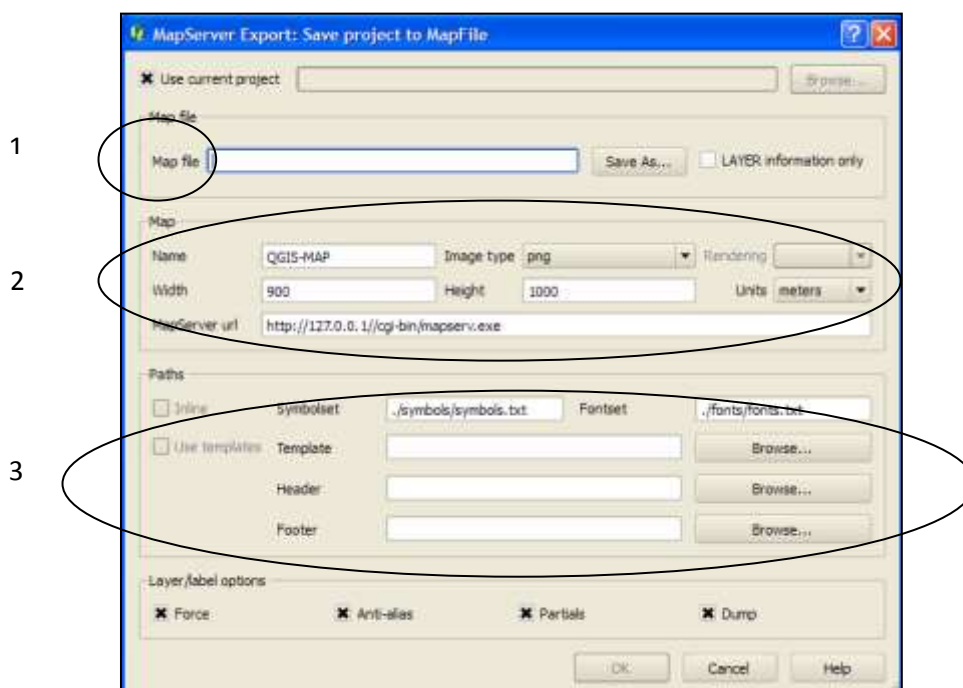 MapServer Export: Save project to MapFile
Use current project Browse...
Map file
1
Map file Save As... LAYER information only
Map
Name QGIS-MAP Image type png Rendering
2
Width 900 Height 1000 Units meters
MapServer url http://127.0.0.1//cgi-bin/mapserv.exe
Paths
Inline Symbolset ./symbols/symbols.txt Fontset ./fonts/fonts.txt
Use templates Template Browse...
3
Header Browse...
Footer Browse...
Layer/label options
Force Anti-alias Partials Dump
OK Cancel Help